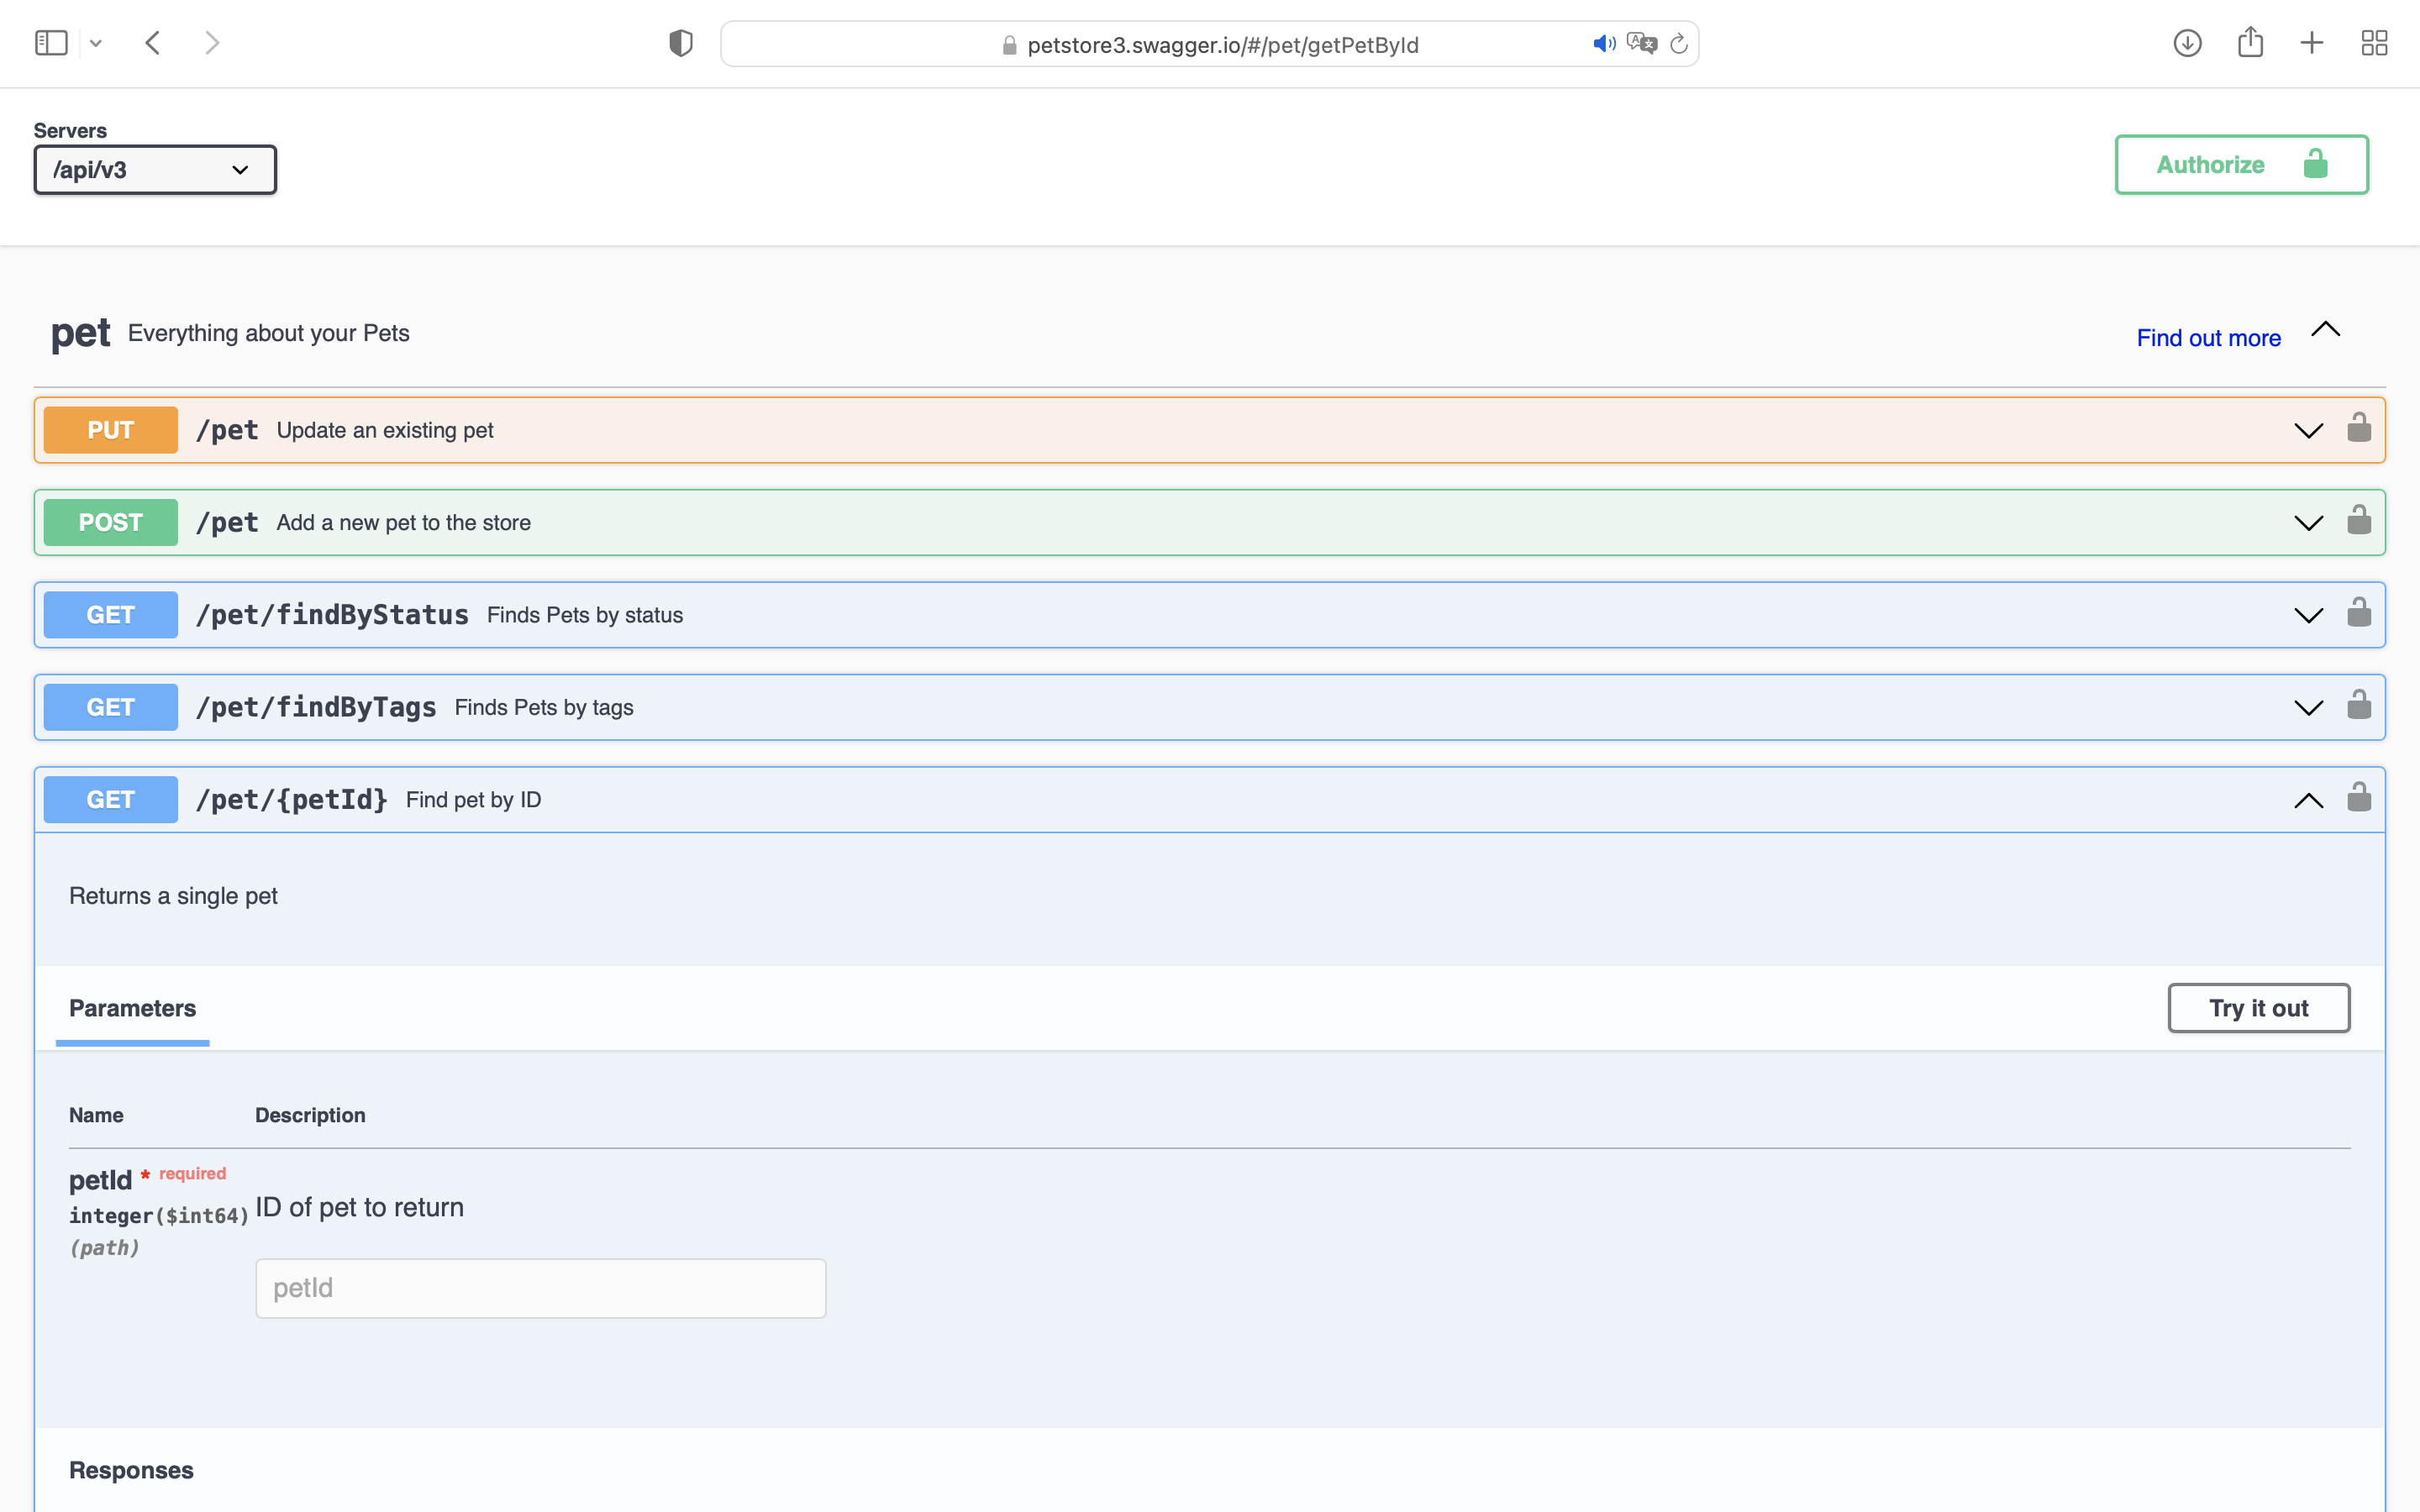 petstore3.swagger.io/#/pet/getPetById
Servers
/api/v3
Authorize
pet Everything about your Pets
Find out more
PUT /pet Update an existing pet
POST /pet Add a new pet to the store
GET /pet/findByStatus Finds Pets by status
GET /pet/findByTags Finds Pets by tags
GET /pet/{petId} Find pet by ID
Returns a single pet
Parameters
Try it out
Name Description
petId * required
integer($int64)
(path)
ID of pet to return
petId
Responses